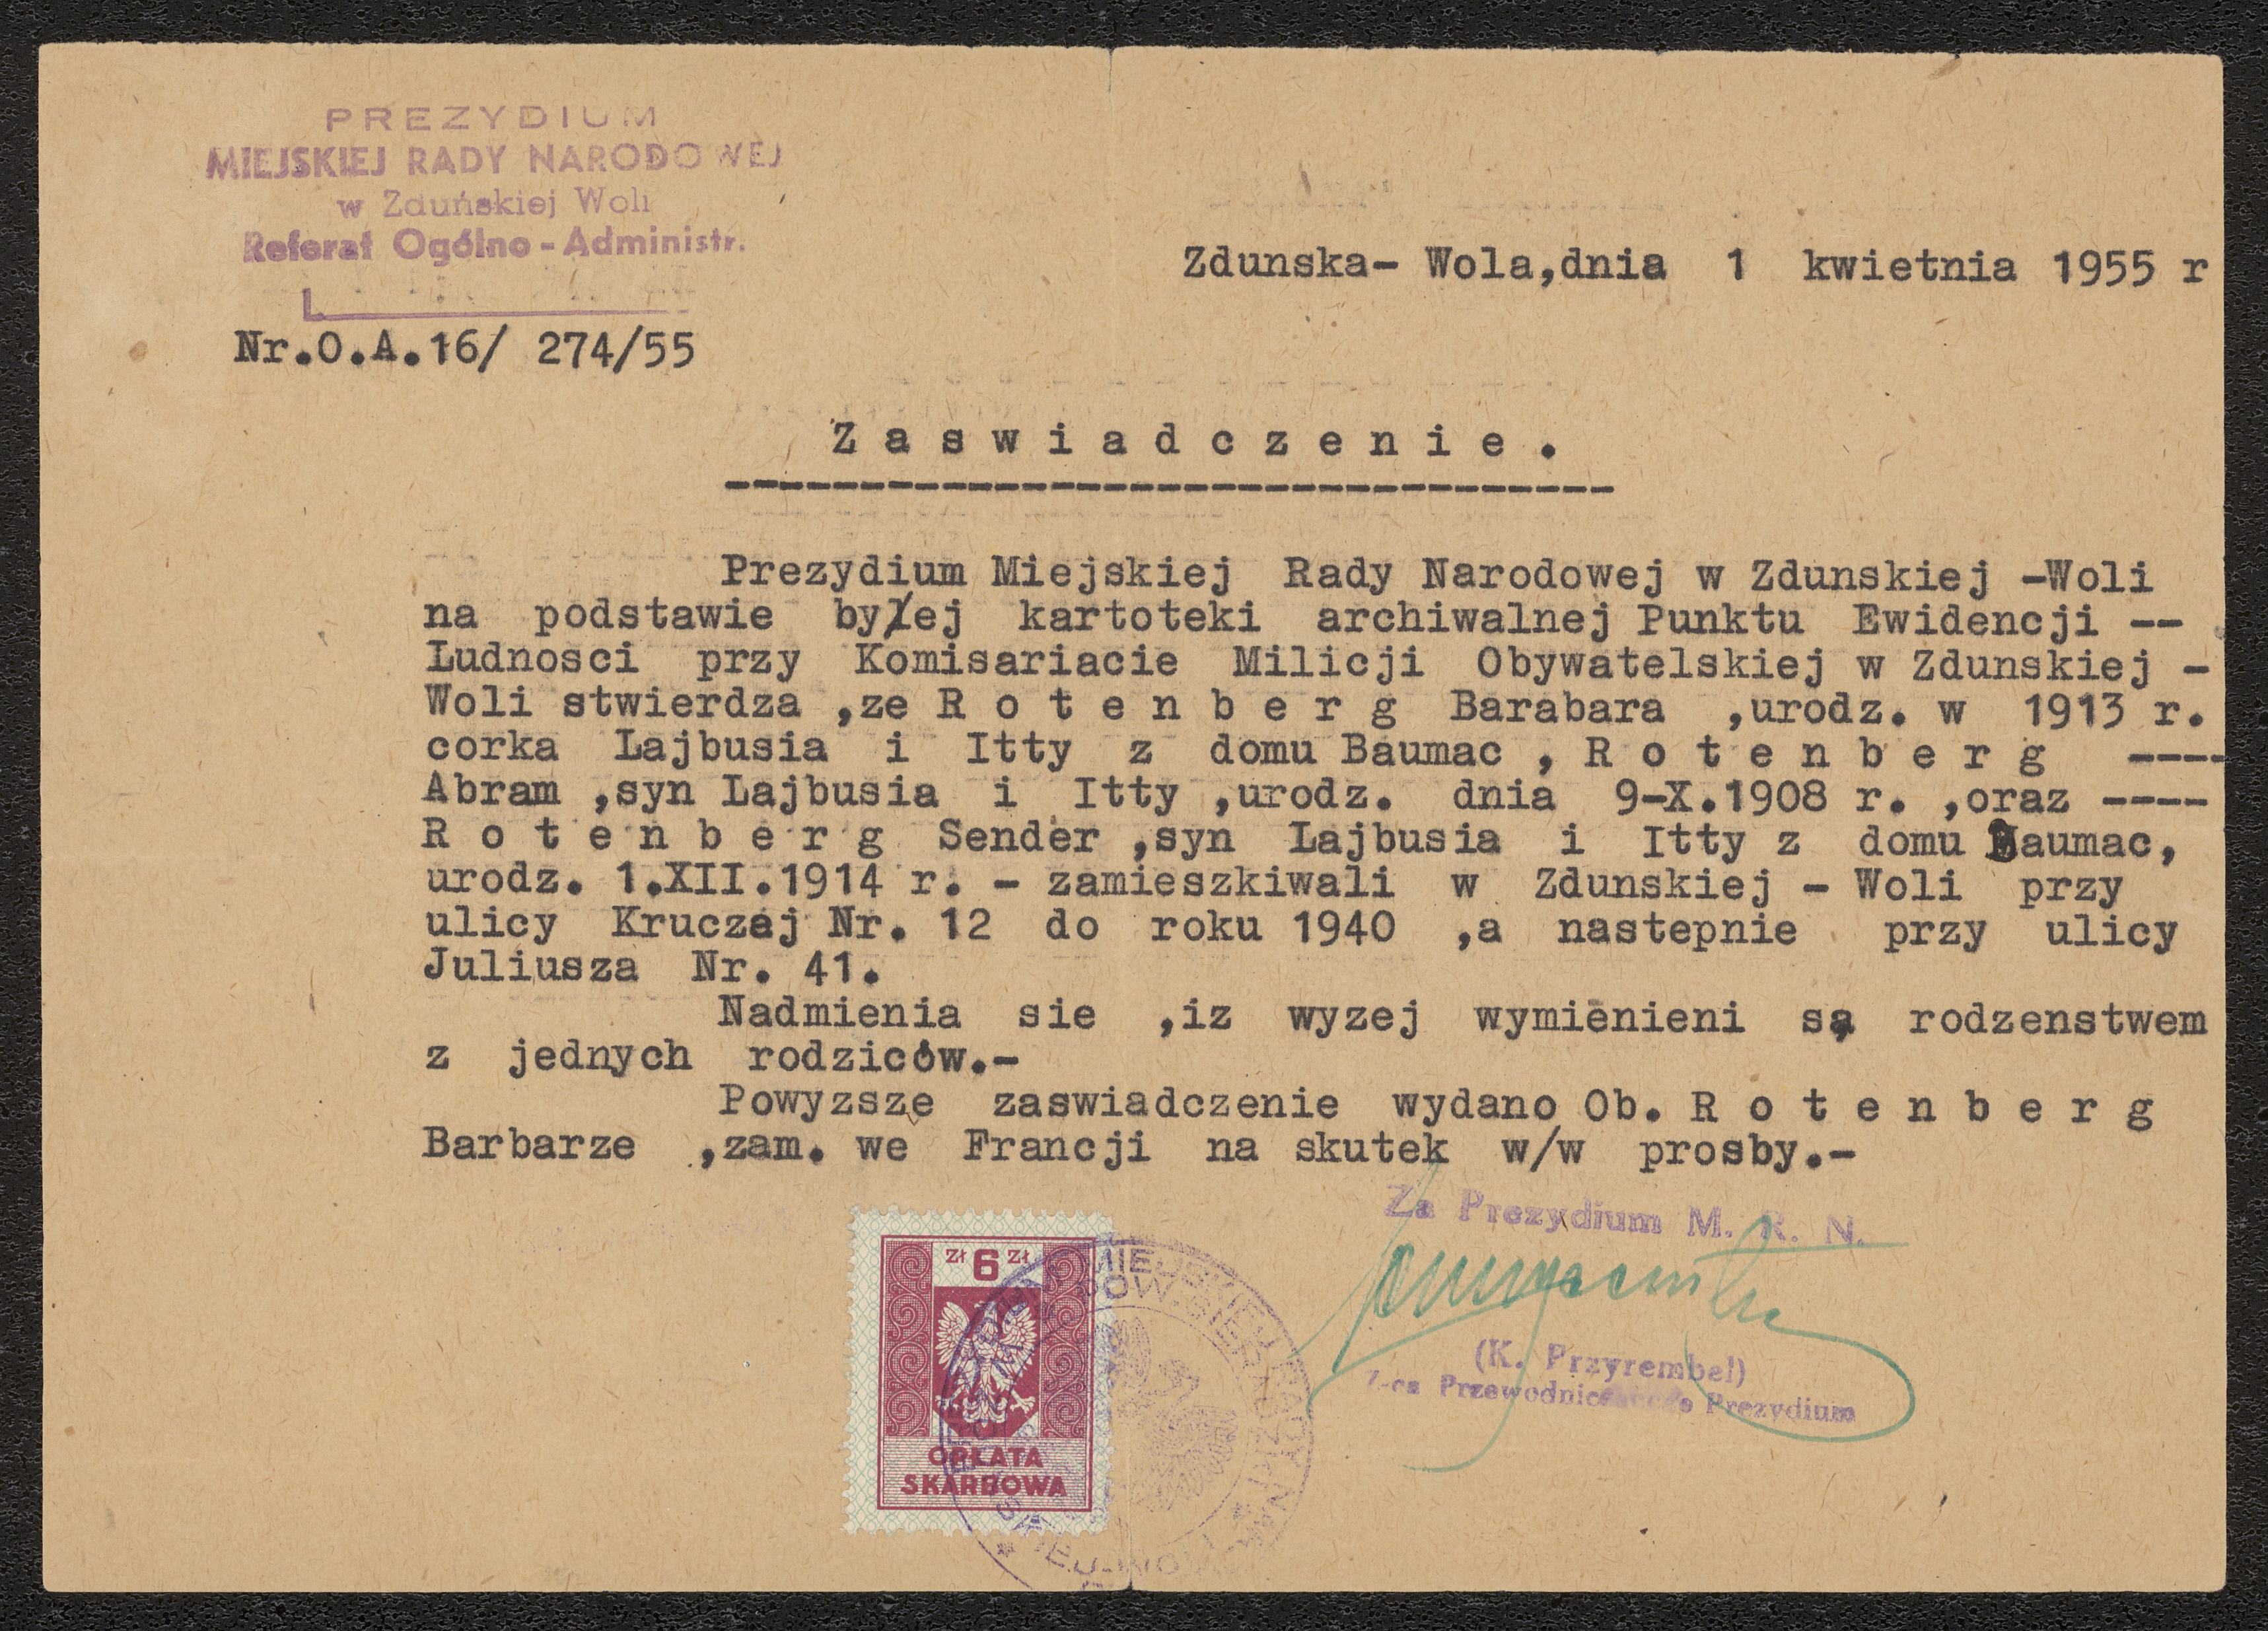 PREZYDIUM
MIEJSKIEJ RADY NARODOWEJ
w Zduńskiej Woli
Referat Ogólno-Administr.
Zdunska- Wola,dnia 1 kwietnia 1955 r
Nr.O.A.16/ 274/55
Z a s w i a d c z e n i e .
Prezydium Miejskiej Rady Narodowej w Zdunskiej -Woli
na podstawie byłej kartoteki archiwalnej Punktu Ewidencji --
Ludnosci przy Komisariacie Milicji Obywatelskiej w Zdunskiej -
Woli stwierdza ,ze R o t e n b e r g Barabara ,urodz. w 1913 r.
corka Lajbusia i Itty z domu Baumac , R o t e n b e r g ----
Abram ,syn Lajbusia i Itty ,urodz. dnia 9-X.1908 r. ,oraz ----
R o t e n b e r g Sender ,syn Lajbusia i Itty z domu Baumac,
urodz. 1.XII.1914 r. - zamieszkiwali w Zdunskiej - Woli przy
ulicy Kruczej Nr. 12 do roku 1940 ,a nastepnie przy ulicy
Juliusza Nr. 41.
Nadmienia sie ,iz wyzej wymienieni są rodzenstwem
z jednych rodziców.-
Powyzsze zaswiadczenie wydano Ob. R o t e n b e r g
Barbarze ,zam. we Francji na skutek w/w prosby.-
Za Prezydium M. R. N.
(K. Przyrembel)
Prezydium
zł 6 zł
OPŁATA
SKARBOWA